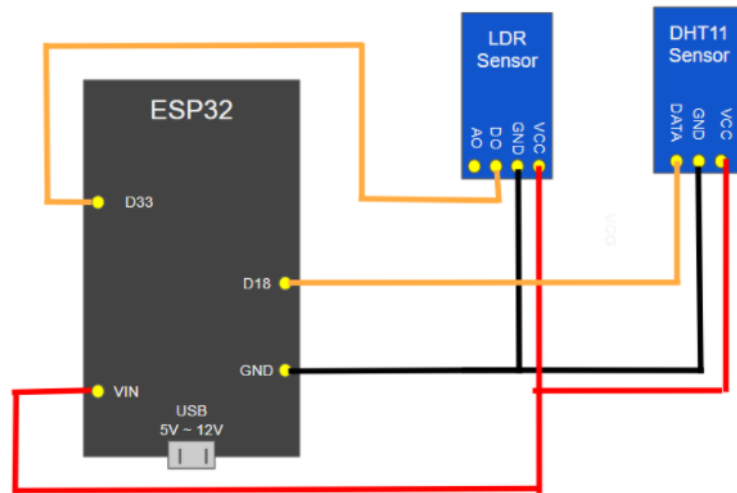 LDR
Sensor
AO
DO
GND
VCC
DHT11
Sensor
DATA
GND
VCC
ESP32
D33
VCG
D18
GND
VIN
USB
5V ~ 12V